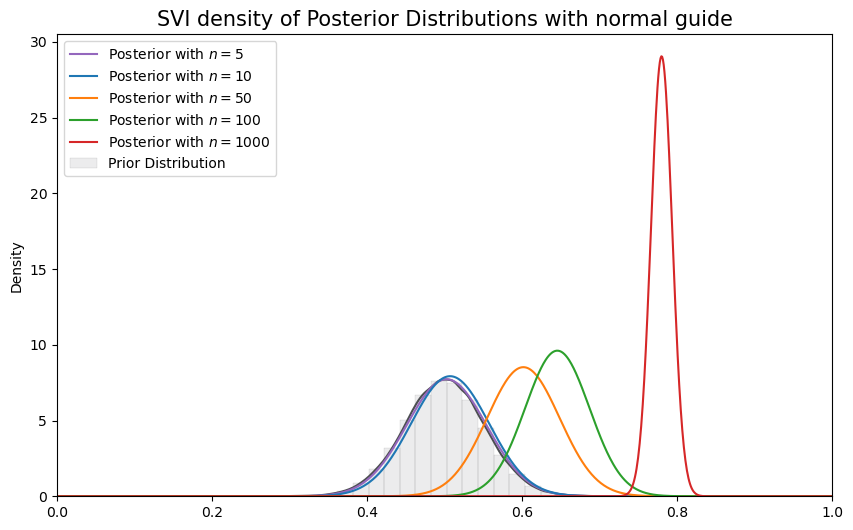 SVI density of Posterior Distributions with normal guide
30
25
20
15
10
5
0
Density
Posterior with n = 5
Posterior with n = 10
Posterior with n = 50
Posterior with n = 100
Posterior with n = 1000
Prior Distribution
0.0 0.2 0.4 0.6 0.8 1.0